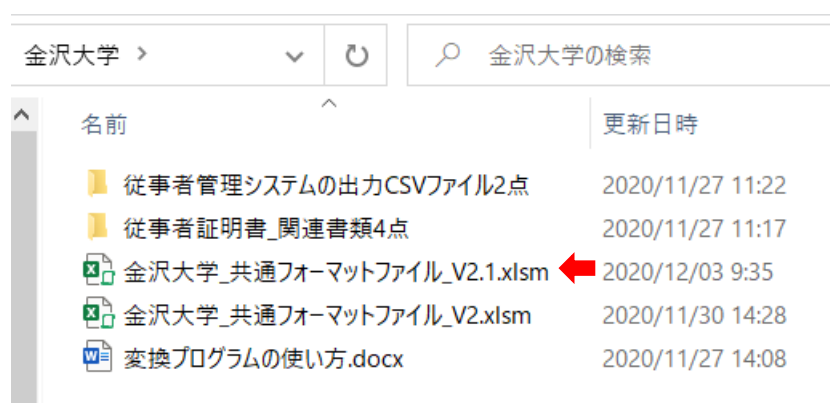 金沢大学 >
金沢大学の検索
名前 更新日時
従事者管理システムの出力CSVファイル2点 2020/11/27 11:22
従事者証明書_関連書類4点 2020/11/27 11:17
金沢大学_共通フォーマットファイル_V2.1.xlsm 2020/12/03 9:35
金沢大学_共通フォーマットファイル_V2.xlsm 2020/11/30 14:28
変換プログラムの使い方.docx 2020/11/27 14:08